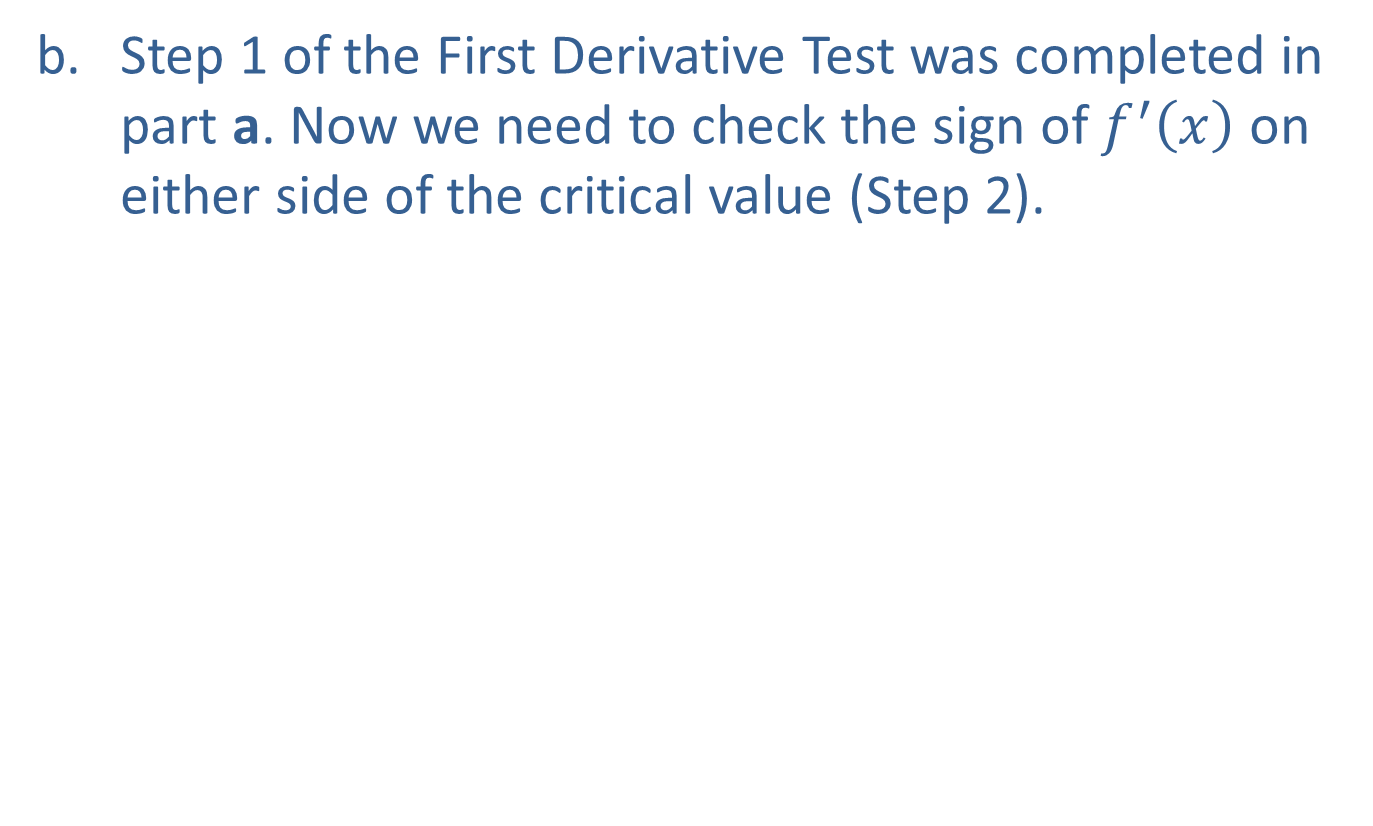 b. Step 1 of the First Derivative Test was completed in
part a. Now we need to check the sign of f′(x) on
either side of the critical value (Step 2).